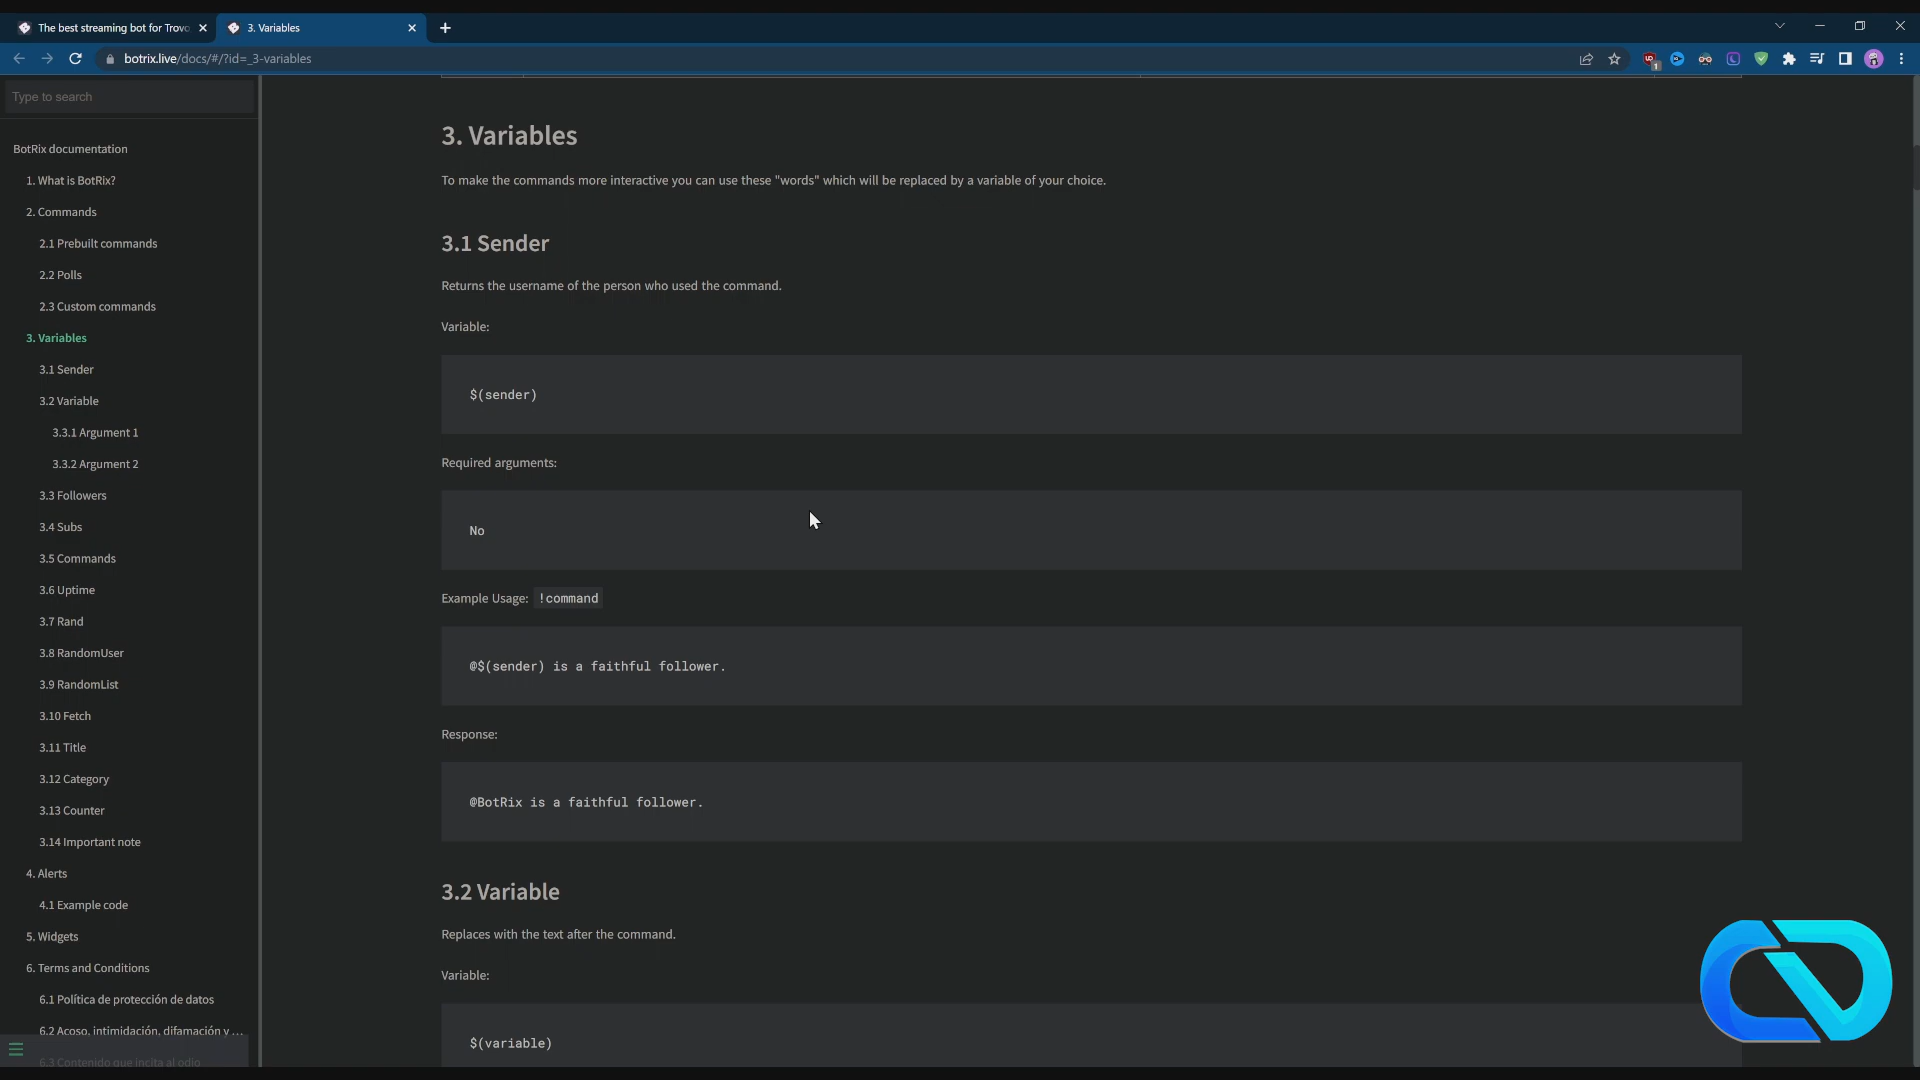 The best streaming bot for Trovo
3. Variables
botrix.live/docs/#/?id=_3-variables
1
Type to search
BotRix documentation
1. What is BotRix?
2. Commands
2.1 Prebuilt commands
2.2 Polls
2.3 Custom commands
3. Variables
3.1 Sender
3.2 Variable
3.3.1 Argument 1
3.3.2 Argument 2
3.3 Followers
3.4 Subs
3.5 Commands
3.6 Uptime
3.7 Rand
3.8 RandomUser
3.9 RandomList
3.10 Fetch
3.11 Title
3.12 Category
3.13 Counter
3.14 Important note
4. Alerts
4.1 Example code
5. Widgets
6. Terms and Conditions
6.1 Política de protección de datos
6.2 Acoso, intimidación, difamación y ...
6.3 Contenido que incita al odio
3. Variables
To make the commands more interactive you can use these "words" which will be replaced by a variable of your choice.
3.1 Sender
Returns the username of the person who used the command.
Variable:
$(sender)
Required arguments:
No
Example Usage: !command
@$(sender) is a faithful follower.
Response:
@BotRix is a faithful follower.
3.2 Variable
Replaces with the text after the command.
Variable:
$(variable)